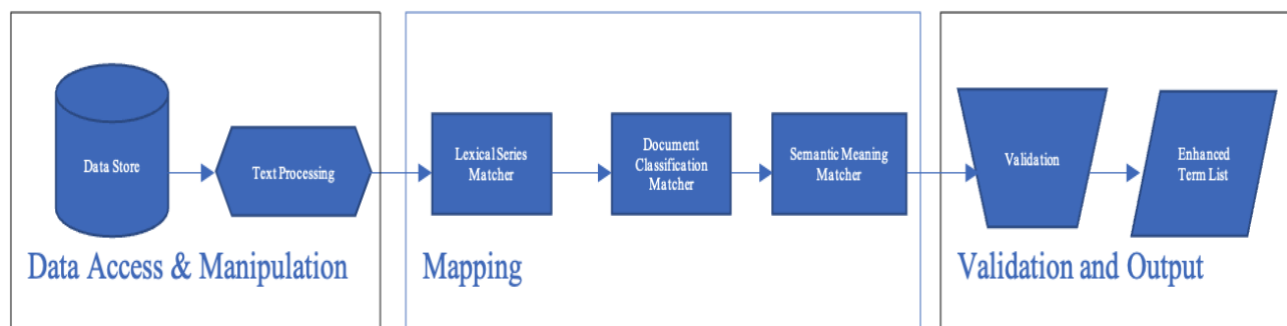 Data Store
Text Processing
Data Access & Manipulation
Lexical Series
Matcher
Document
Classification
Matcher
Semantic Meaning
Matcher
Mapping
Validation
Enhanced
Term List
Validation and Output